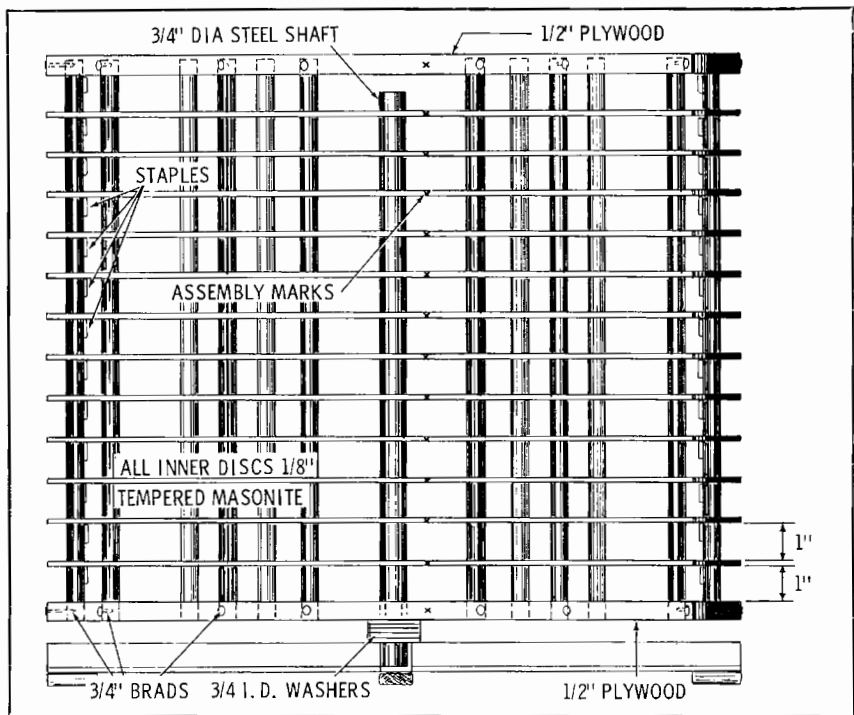 3/4" DIA STEEL SHAFT
1/2" PLYWOOD
STAPLES
ASSEMBLY MARKS
ALL INNER DISCS 1/8"
TEMPERED MASONITE
1"
1"
3/4" BRADS
3/4 I. D. WASHERS
1/2" PLYWOOD